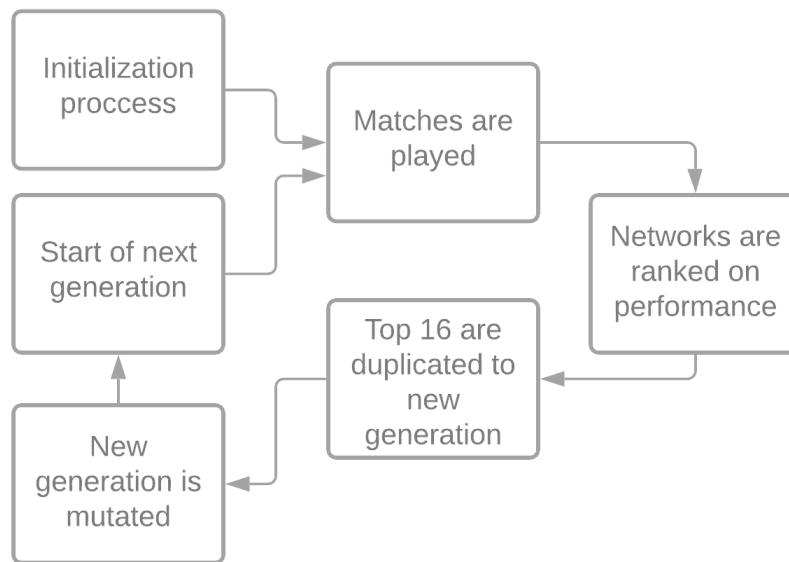 Initialization
proccess
Matches are
played
Start of next
generation
Networks are
ranked on
performance
Top 16 are
duplicated to
new
generation
New
generation is
mutated